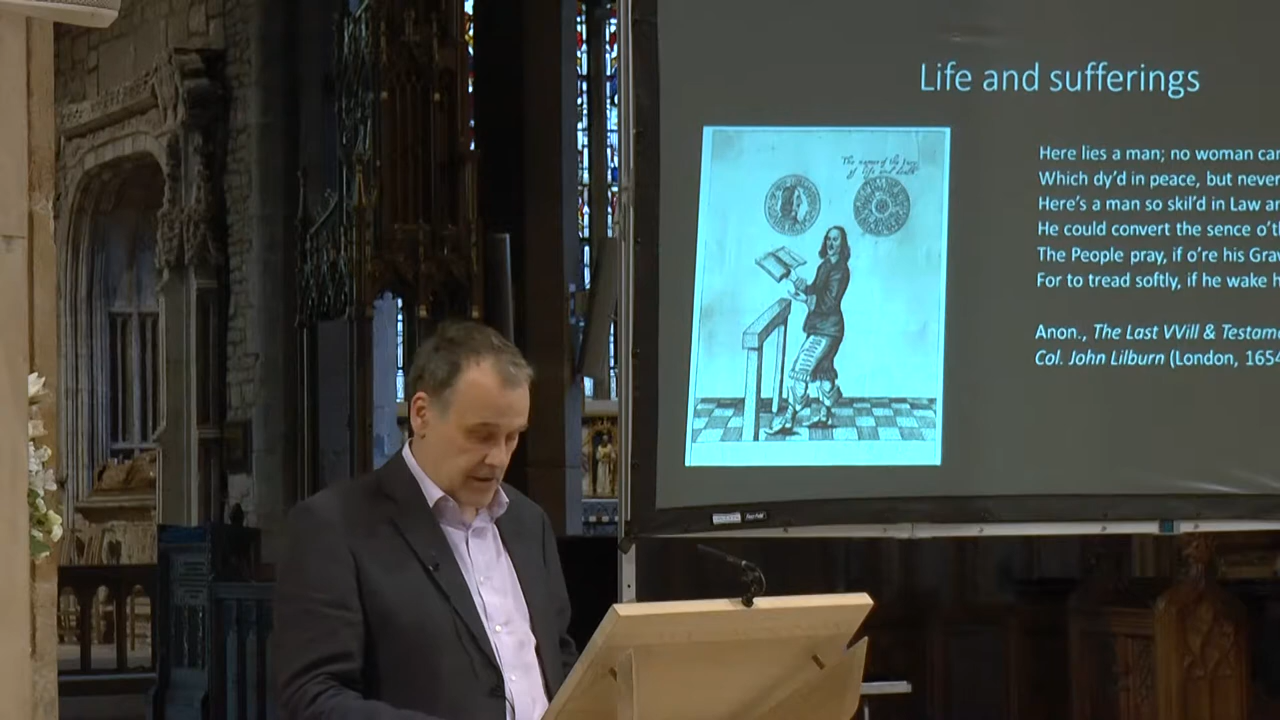 Life and sufferings
The names of the Jury
of life and death
Here lies a man; no woman can
Which dy'd in peace, but never
Here's a man so skil'd in Law an
He could convert the sence o'th
The People pray, if o're his Grav
For to tread softly, if he wake h
Anon., The Last VVill & Testame
Col. John Lilburn (London, 1654